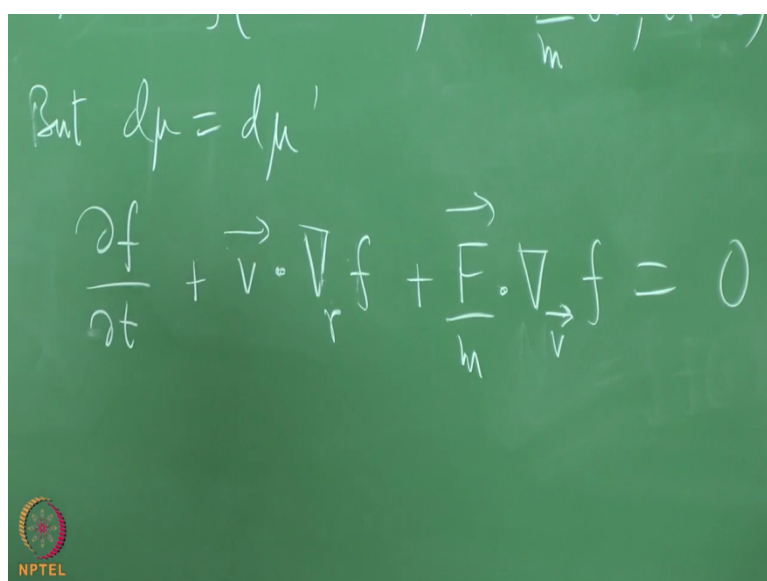 m
But dμ = dμ'
∂f/∂t + v⃗ · ∇_r f + F⃗/m · ∇_v⃗ f = 0
NPTEL